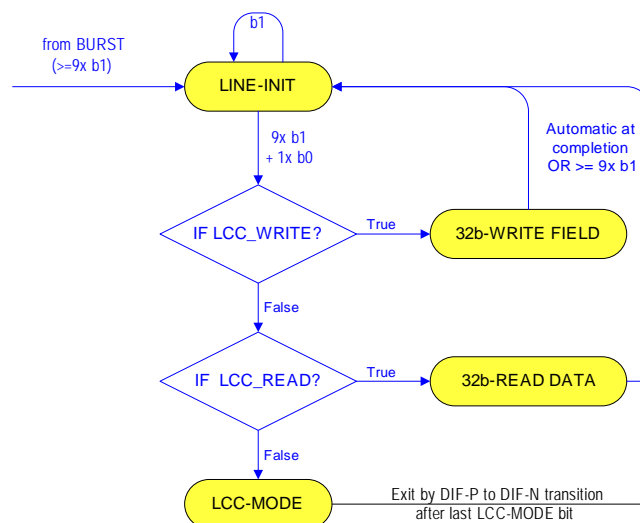 b1
from BURST
(>=9x b1)
LINE-INIT
9x b1
+ 1x b0
Automatic at
completion
OR >= 9x b1
IF LCC_WRITE?
True
32b-WRITE FIELD
False
IF LCC_READ?
True
32b-READ DATA
False
LCC-MODE
Exit by DIF-P to DIF-N transition
after last LCC-MODE bit